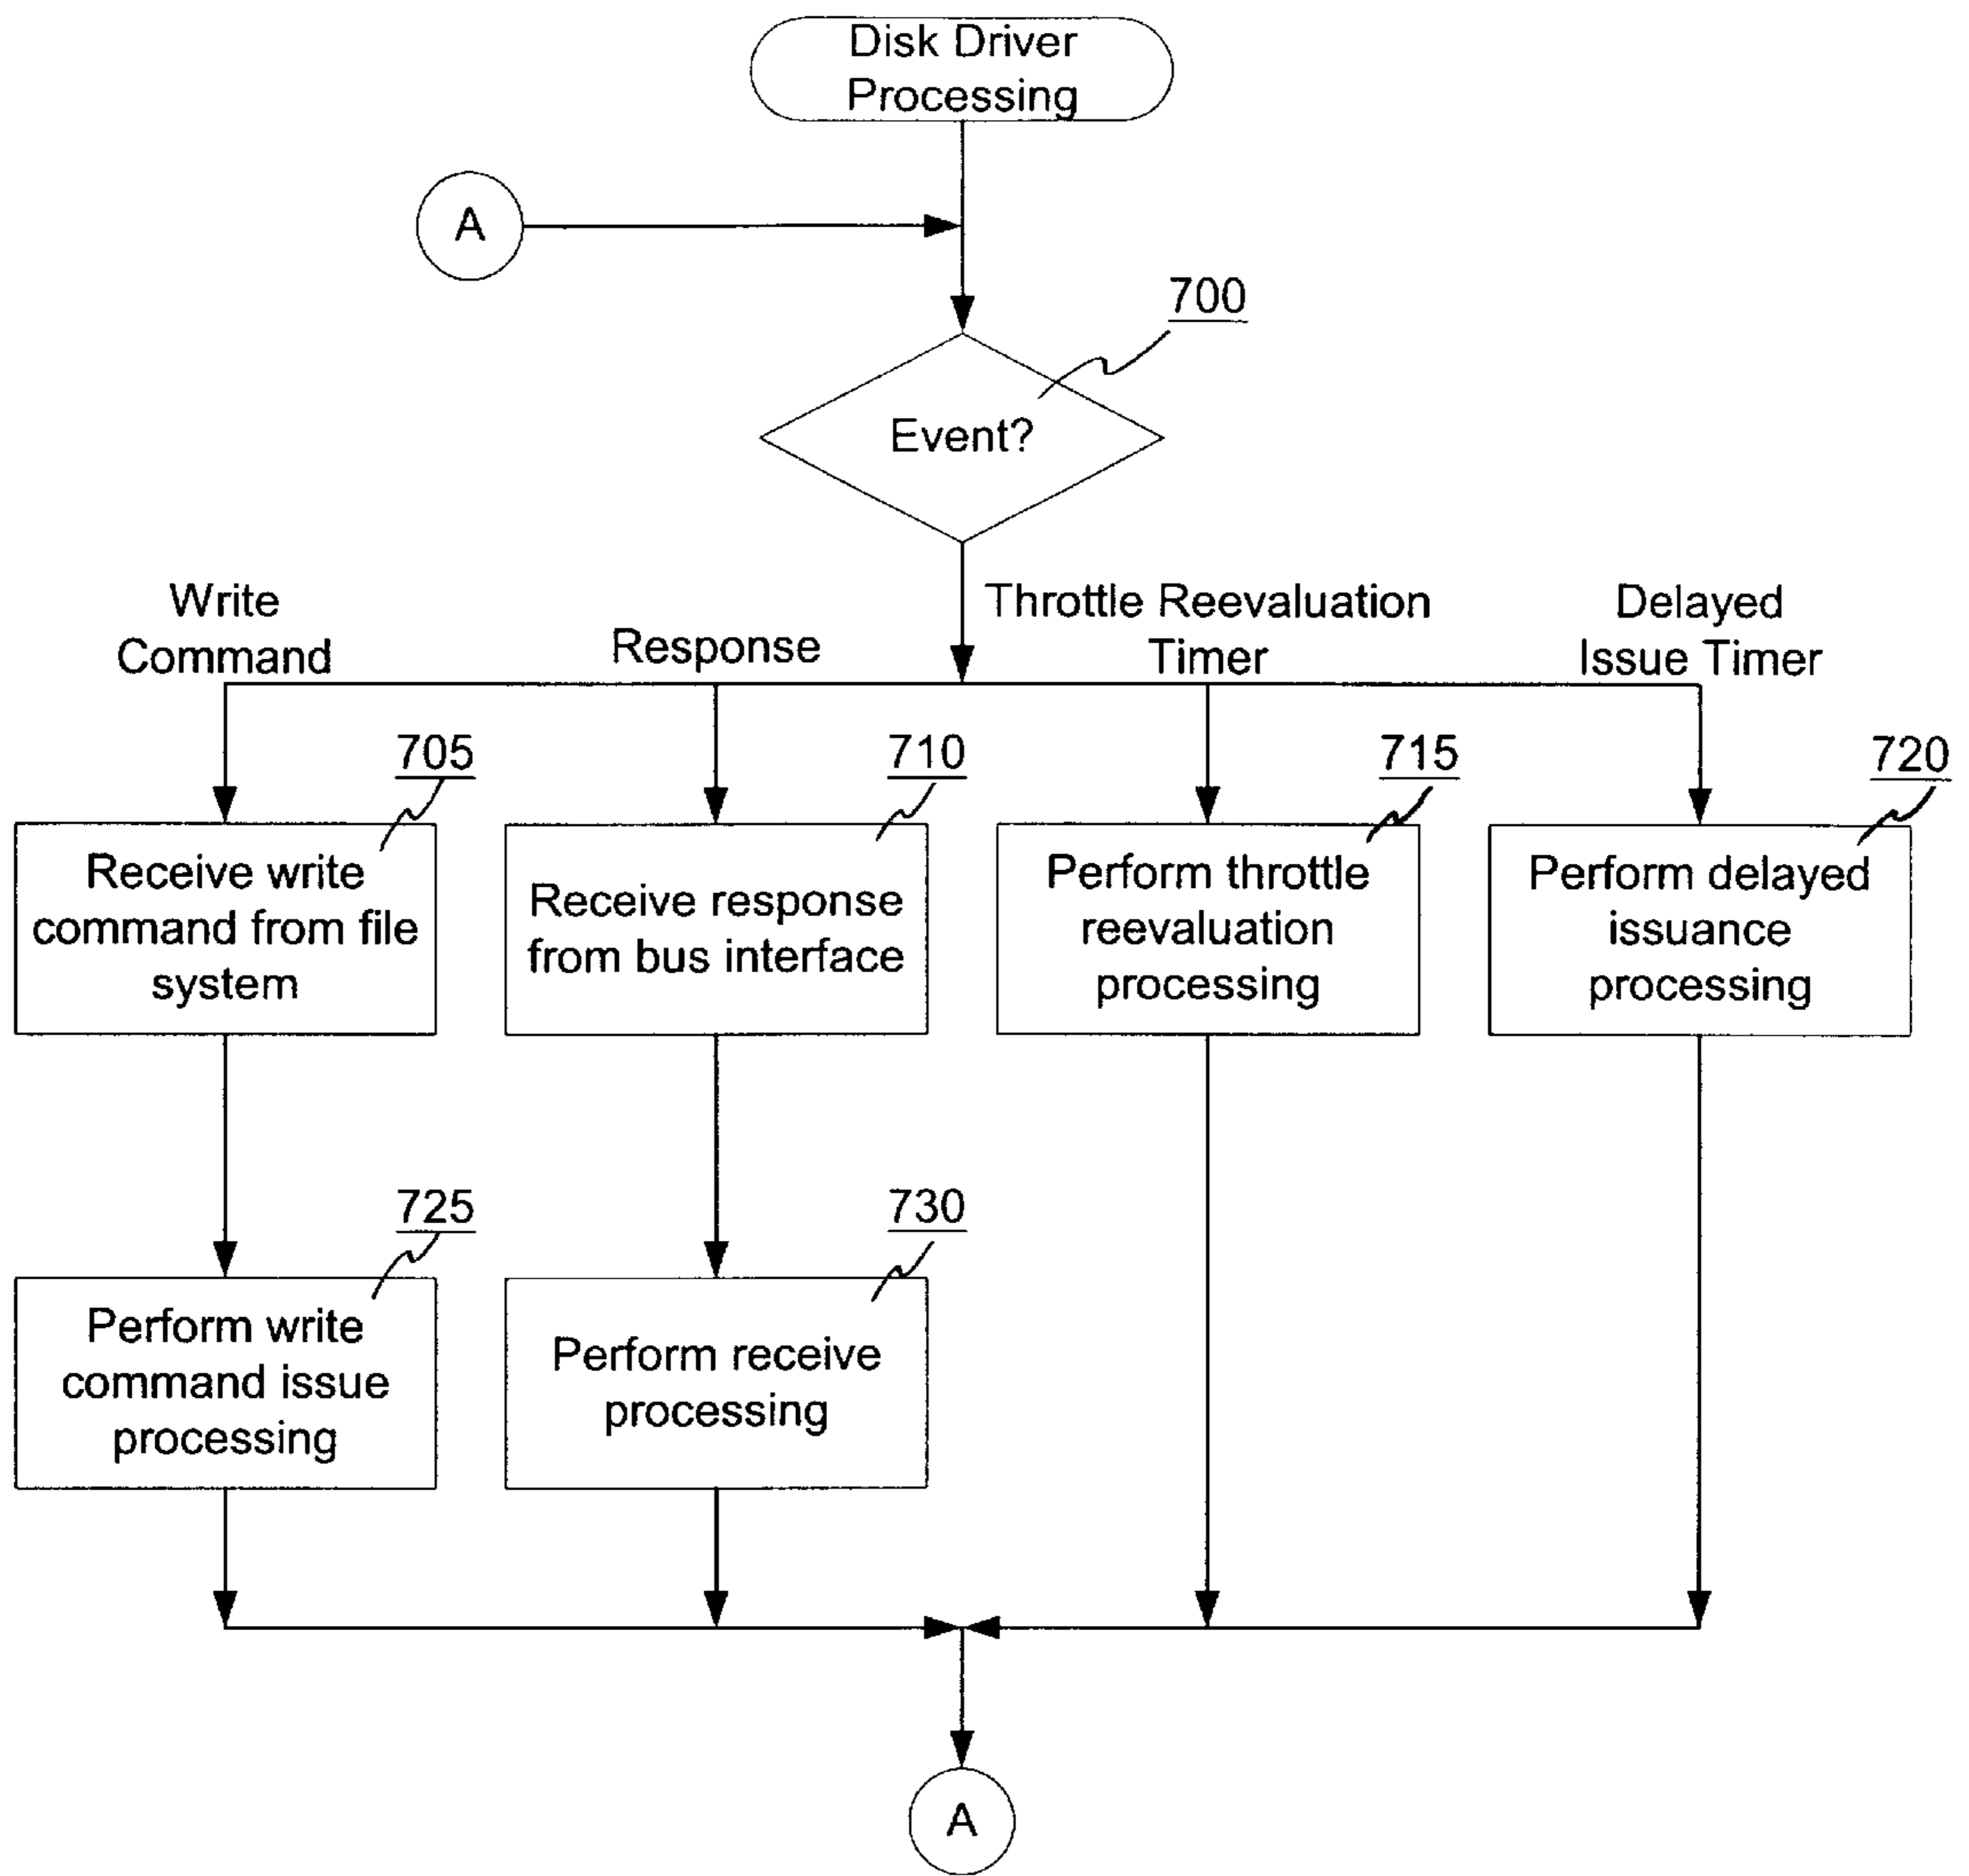 Disk Driver
Processing
A
700
Event?
Write
Command
Response
Throttle Reevaluation
Timer
Delayed
Issue Timer
705
710
715
720
Receive write
command from file
system
Receive response
from bus interface
Perform throttle
reevaluation
processing
Perform delayed
issuance
processing
725
730
Perform write
command issue
processing
Perform receive
processing
A